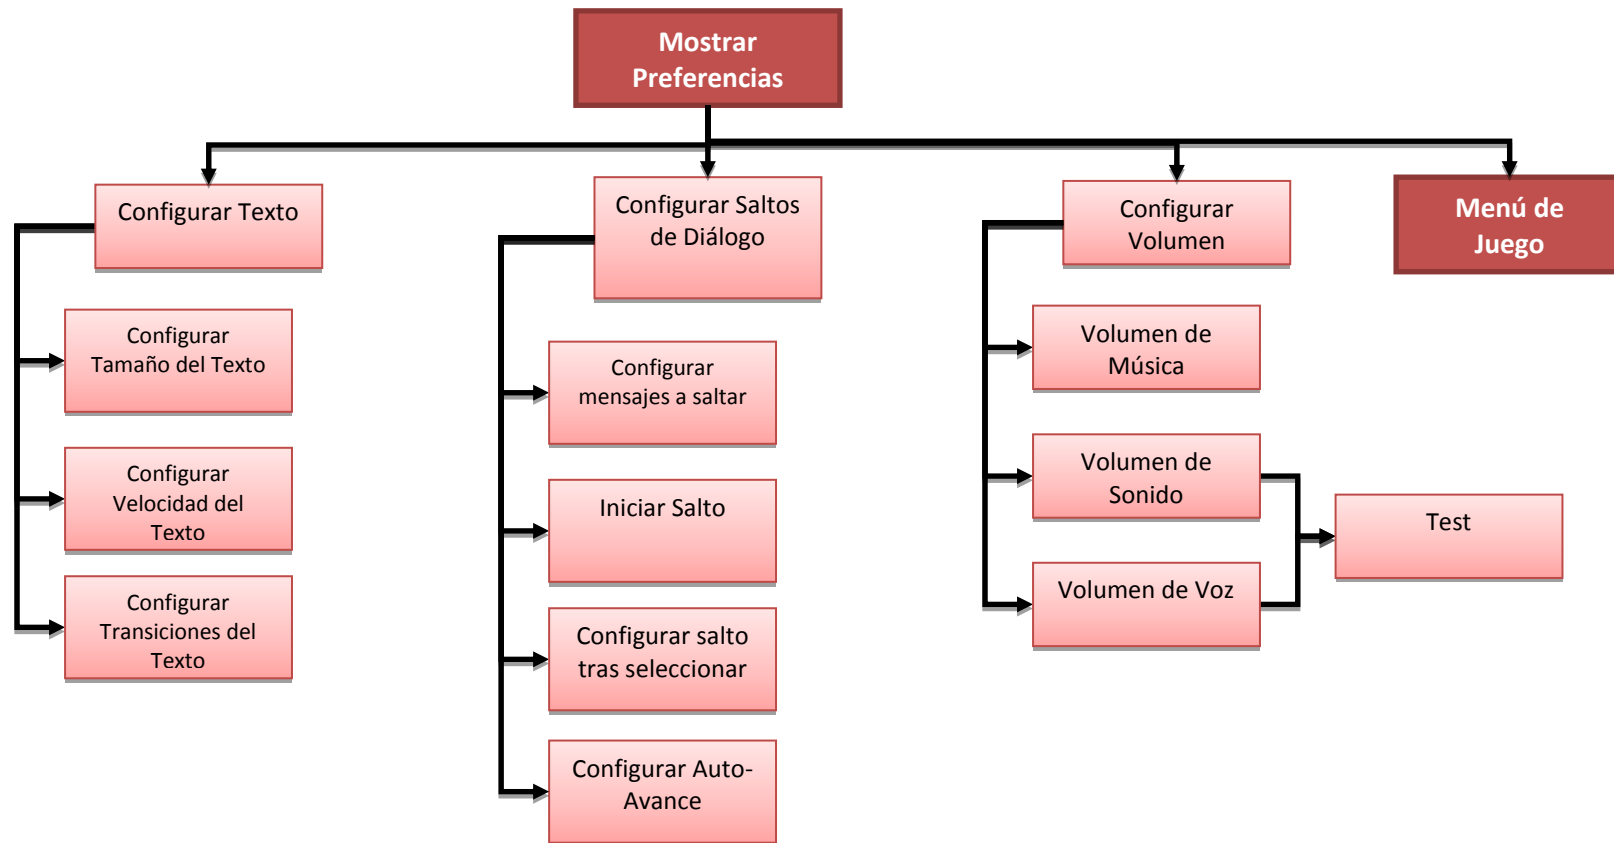 Mostrar
Preferencias
Configurar Texto
Configurar Saltos
de Diálogo
Configurar
Volumen
Menú de
Juego
Configurar
Tamaño del Texto
Configurar
Velocidad del
Texto
Configurar
Transiciones del
Texto
Configurar
mensajes a saltar
Iniciar Salto
Configurar salto
tras seleccionar
Configurar Auto-
Avance
Volumen de
Música
Volumen de
Sonido
Volumen de Voz
Test